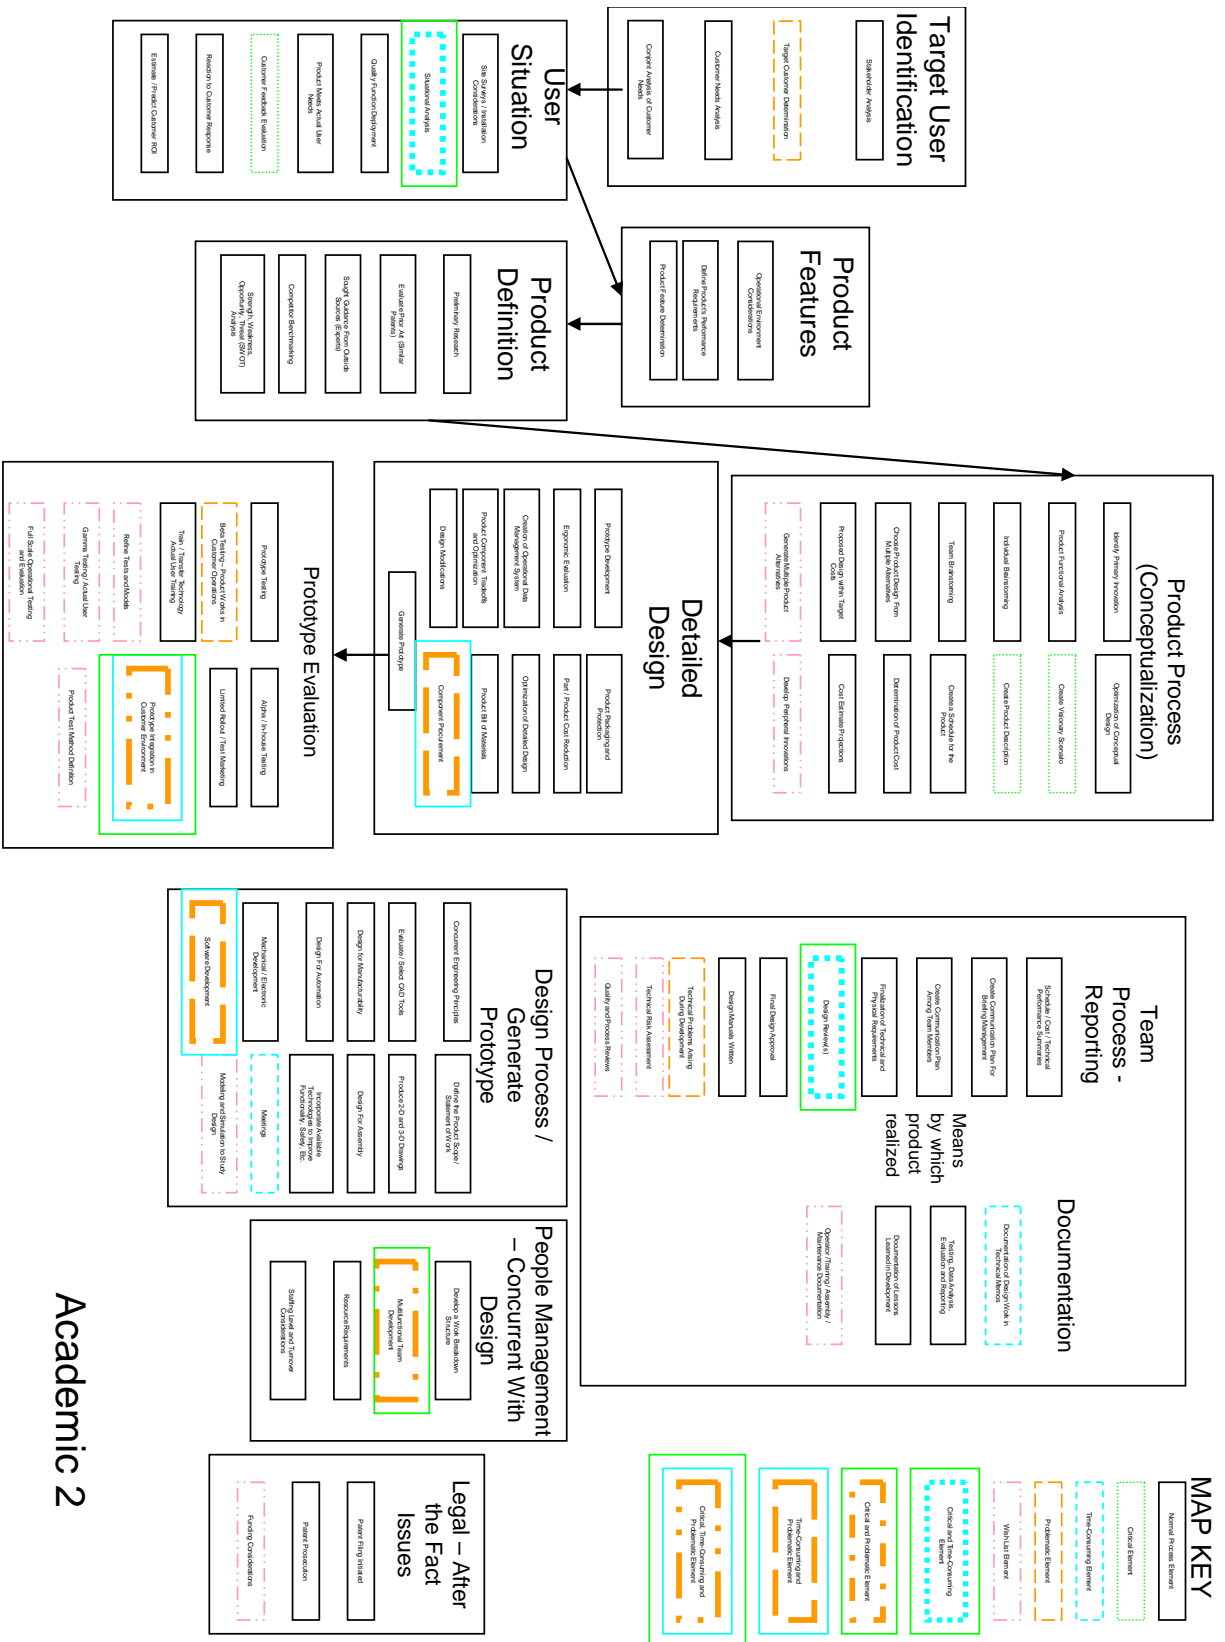 Target User
Identification
Stakeholder Analysis
Target Customer Determination
Customer Needs Analysis
Conjoint Analysis of Customer
Needs
User
Situation
Site Surveys / Installation
Considerations
Situational Analysis
Quality Function Deployment
Product Meets Actual User
Needs
Customer Feedback Evaluation
Reaction to Customer Response
Estimate / Predict Customer ROI
Product
Features
Operational Environment
Considerations
Define Product's Performance
Requirements
Product Feature Determination
Product
Definition
Preliminary Research
Evaluate Prior Art (Similar
Patents)
Sought Guidance From Outside
Sources (Experts)
Competitor Benchmarking
Strength, Weakness,
Opportunity, Threat (SWOT)
Analysis
Product Process
(Conceptualization)
Identify Primary Innovation
Product Functional Analysis
Individual Brainstorming
Team Brainstorming
Choose Product Design From
Multiple Alternatives
Proposed Design within Target
Costs
Generate Multiple Product
Alternatives
Optimization of Conceptual
Design
Create Visionary Scenario
Create Product Description
Create a Schedule for the
Product
Determination of Product Cost
Cost Estimate Projections
Develop Peripheral Innovations
Detailed
Design
Prototype Development
Ergonomic Evaluation
Creation of Operational Data
Management System
Product Component Tradeoffs
and Optimization
Design Modifications
Product Packaging and
Protection
Part / Product Cost Reduction
Optimization of Detailed Design
Product Bill of Materials
Component Procurement
Generate Prototype
Prototype Evaluation
Prototype Testing
Beta Testing – Product Works in
Customer Operations
Train / Transfer Technology
Actual User Training
Refine Tests and Models
Gamma Testing / Actual User
Testing
Full Scale Operational Testing
and Evaluation
Alpha / In-house Testing
Limited Rollout / Test Marketing
Prototype Integration in
Customer Environment
Product Test Method Definition
Team
Process -
Reporting
Schedule / Cost / Technical
Performance Summaries
Create Communication Plan For
Briefing Management
Create Communication Plan
Among Team Members
Finalization of Technical and
Physical Requirements
Design Review(s)
Final Design Approval
Design Manuals Written
Technical Problems Arising
During Development
Technical Risk Assessment
Quality and Process Reviews
Means
by which
product
realized
Documentation
Documentation of Design Work in
Technical Memos
Testing, Data Analysis,
Evaluation and Reporting
Documentation of Lessons
Learned in Development
Operator /Training / Assembly /
Maintenance Documentation
Design Process /
Generate
Prototype
Concurrent Engineering Principles
Evaluate / Select CAD Tools
Design for Manufacturability
Design For Automation
Mechanical / Electronic
Development
Software Development
Define the Product Scope /
Statement of Work
Produce 2-D and 3-D Drawings
Design For Assembly
Incorporate Available
Technologies to Improve
Functionality, Safety, Etc.
Meetings
Modeling and Simulation to Study
Design
People Management
– Concurrent With
Design
Develop a Work Breakdown
Structure
Multifunctional Team
Development
Resource Requirements
Staffing Level and Turnover
Considerations
Legal – After
the Fact
Issues
Patent Filing Initiated
Patent Prosecution
Funding Considerations
MAP KEY
Normal Process Element
Critical Element
Time-Consuming Element
Problematic Element
Wish List Element
Critical and Time-Consuming
Element
Critical and Problematic Element
Time-Consuming and
Problematic Element
Critical, Time-Consuming and
Problematic Element
Academic 2